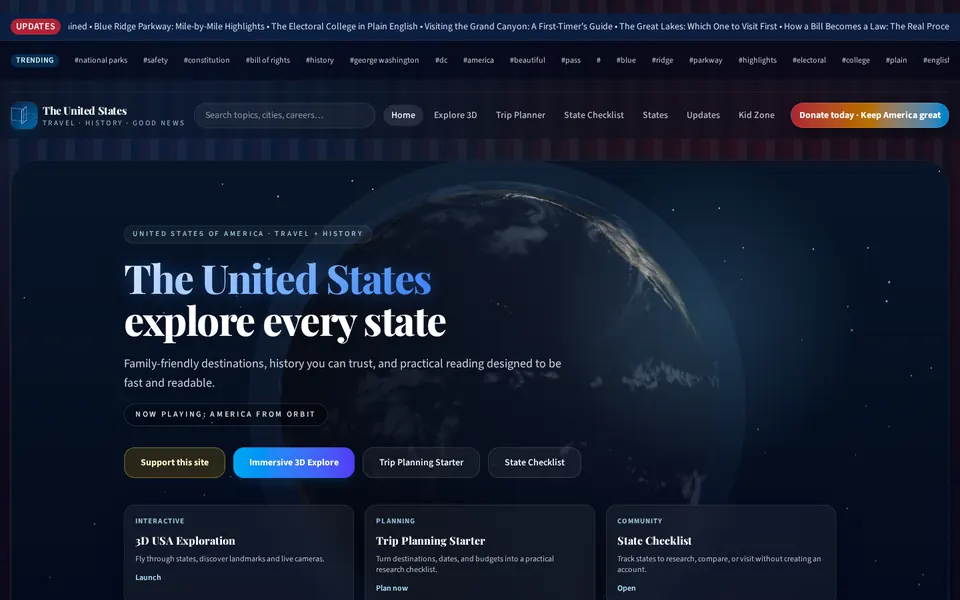 UPDATES
ined • Blue Ridge Parkway: Mile-by-Mile Highlights • The Electoral College in Plain English • Visiting the Grand Canyon: A First-Timer's Guide • The Great Lakes: Which One to Visit First • How a Bill Becomes a Law: The Real Proce
TRENDING #national parks #safety #constitution #bill of rights #history #george washington #dc #america #beautiful #pass # #blue #ridge #parkway #highlights #electoral #college #plain #english
The United States
TRAVEL · HISTORY · GOOD NEWS
Search topics, cities, careers…
Home Explore 3D Trip Planner State Checklist States Updates Kid Zone
Donate today · Keep America great
UNITED STATES OF AMERICA · TRAVEL + HISTORY
The United States
explore every state
Family-friendly destinations, history you can trust, and practical reading designed to be
fast and readable.
NOW PLAYING: AMERICA FROM ORBIT
Support this site Immersive 3D Explore Trip Planning Starter State Checklist
INTERACTIVE
3D USA Exploration
Fly through states, discover landmarks and live cameras.
Launch
PLANNING
Trip Planning Starter
Turn destinations, dates, and budgets into a practical
research checklist.
Plan now
COMMUNITY
State Checklist
Track states to research, compare, or visit without creating an
account.
Open